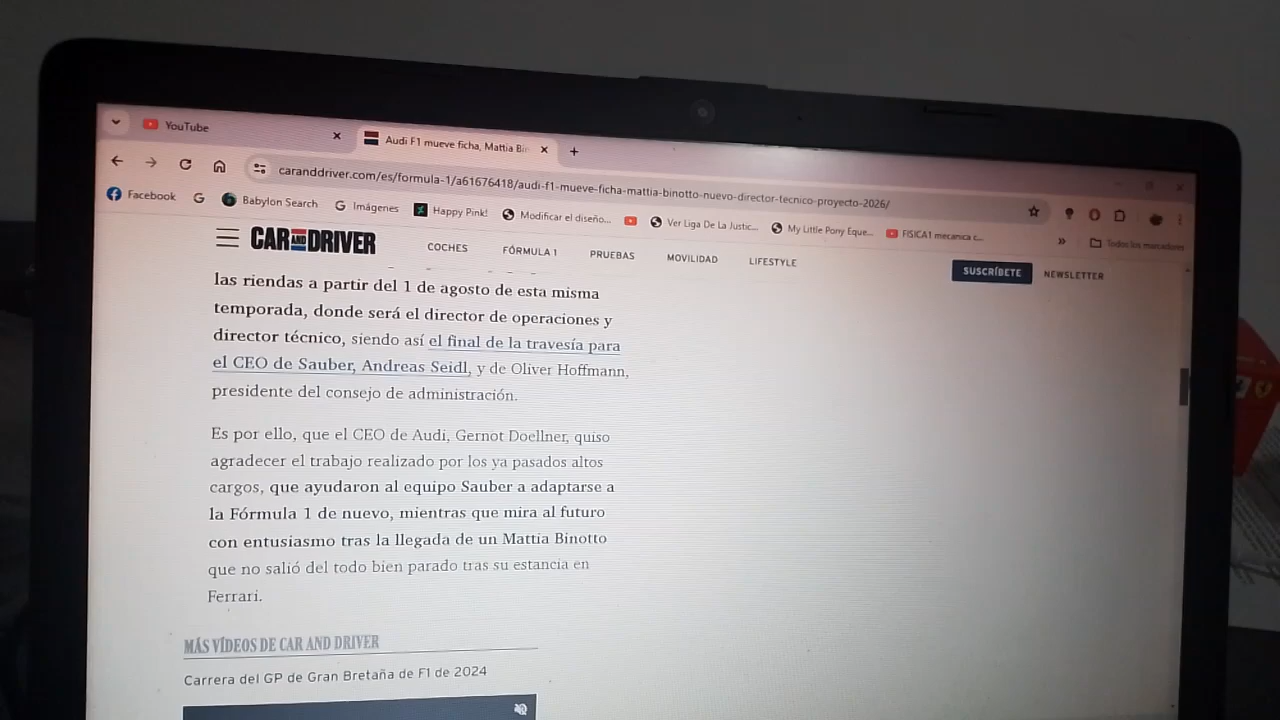 YouTube
Audi F1 mueve ficha, Mattia Bin
caranddriver.com/es/formula-1/a61676418/audi-f1-mueve-ficha-mattia-binotto-nuevo-director-tecnico-proyecto-2026/
Facebook Babylon Search Imágenes Happy Pink! Modificar el diseño... Ver Liga De La Justic... My Little Pony Eque... FISICA1 mecanica c... » Todos los marcadores
CAR AND DRIVER COCHES FÓRMULA 1 PRUEBAS MOVILIDAD LIFESTYLE SUSCRÍBETE NEWSLETTER
las riendas a partir del 1 de agosto de esta misma
temporada, donde será el director de operaciones y
director técnico, siendo así el final de la travesía para
el CEO de Sauber, Andreas Seidl, y de Oliver Hoffmann,
presidente del consejo de administración.
Es por ello, que el CEO de Audi, Gernot Doellner, quiso
agradecer el trabajo realizado por los ya pasados altos
cargos, que ayudaron al equipo Sauber a adaptarse a
la Fórmula 1 de nuevo, mientras que mira al futuro
con entusiasmo tras la llegada de un Mattia Binotto
que no salió del todo bien parado tras su estancia en
Ferrari.
MÁS VÍDEOS DE CAR AND DRIVER
Carrera del GP de Gran Bretaña de F1 de 2024